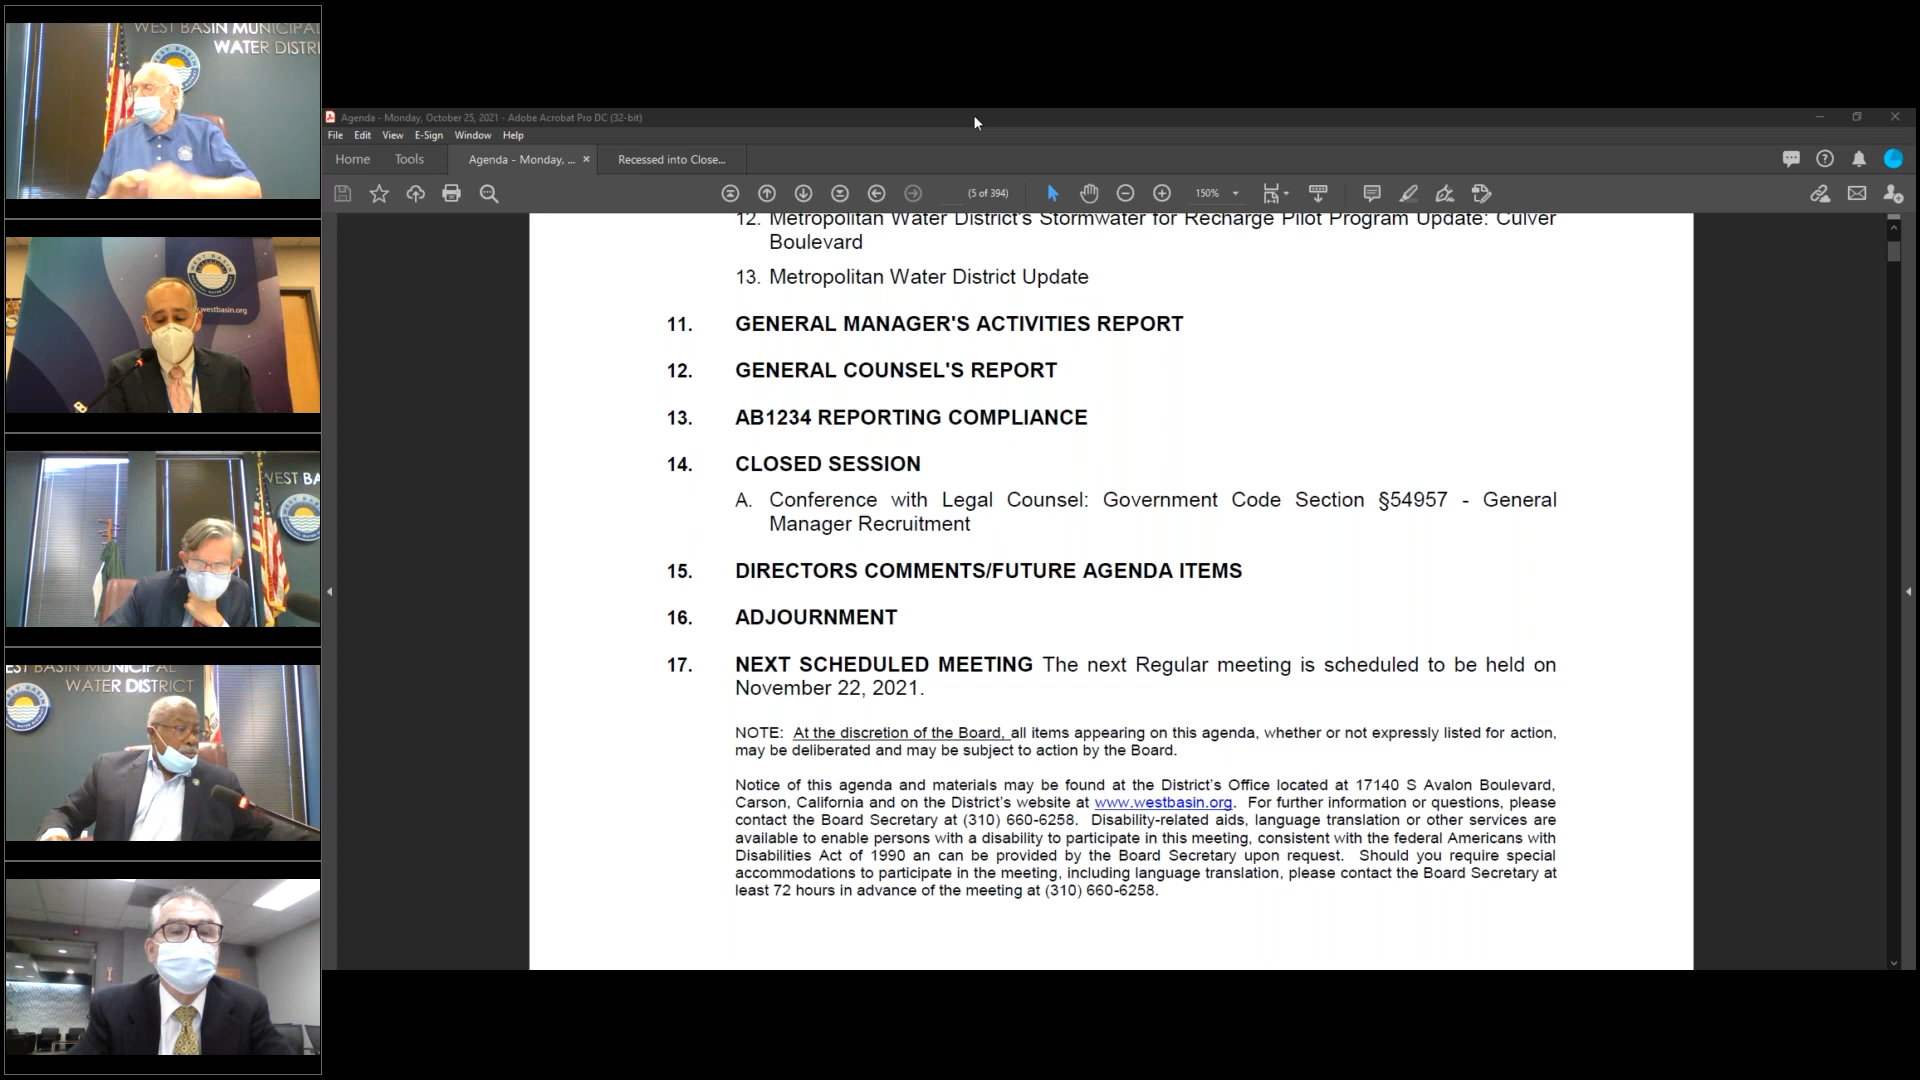 WEST BASIN MUNICIPAL
WATER DISTRI
WEST BASIN
w.westbasin.org
WEST BA
EST BASIN MUNICIPAL
WATER DISTRICT
Agenda - Monday, October 25, 2021 - Adobe Acrobat Pro DC (32-bit)
File Edit View E-Sign Window Help
Home Tools Agenda - Monday, ... × Recessed into Close...
(5 of 394) 150%
12. Metropolitan Water District's Stormwater for Recharge Pilot Program Update: Culver
Boulevard
13. Metropolitan Water District Update
11. GENERAL MANAGER'S ACTIVITIES REPORT
12. GENERAL COUNSEL'S REPORT
13. AB1234 REPORTING COMPLIANCE
14. CLOSED SESSION
A. Conference with Legal Counsel: Government Code Section §54957 - General
Manager Recruitment
15. DIRECTORS COMMENTS/FUTURE AGENDA ITEMS
16. ADJOURNMENT
17. NEXT SCHEDULED MEETING The next Regular meeting is scheduled to be held on
November 22, 2021.
NOTE: At the discretion of the Board, all items appearing on this agenda, whether or not expressly listed for action,
may be deliberated and may be subject to action by the Board.
Notice of this agenda and materials may be found at the District's Office located at 17140 S Avalon Boulevard,
Carson, California and on the District's website at www.westbasin.org. For further information or questions, please
contact the Board Secretary at (310) 660-6258. Disability-related aids, language translation or other services are
available to enable persons with a disability to participate in this meeting, consistent with the federal Americans with
Disabilities Act of 1990 an can be provided by the Board Secretary upon request. Should you require special
accommodations to participate in the meeting, including language translation, please contact the Board Secretary at
least 72 hours in advance of the meeting at (310) 660-6258.